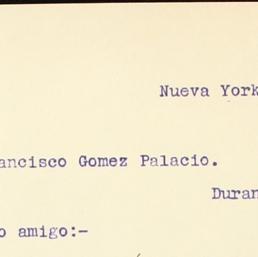 Nueva York
ancisco Gomez Palacio.
Duran
o amigo:-